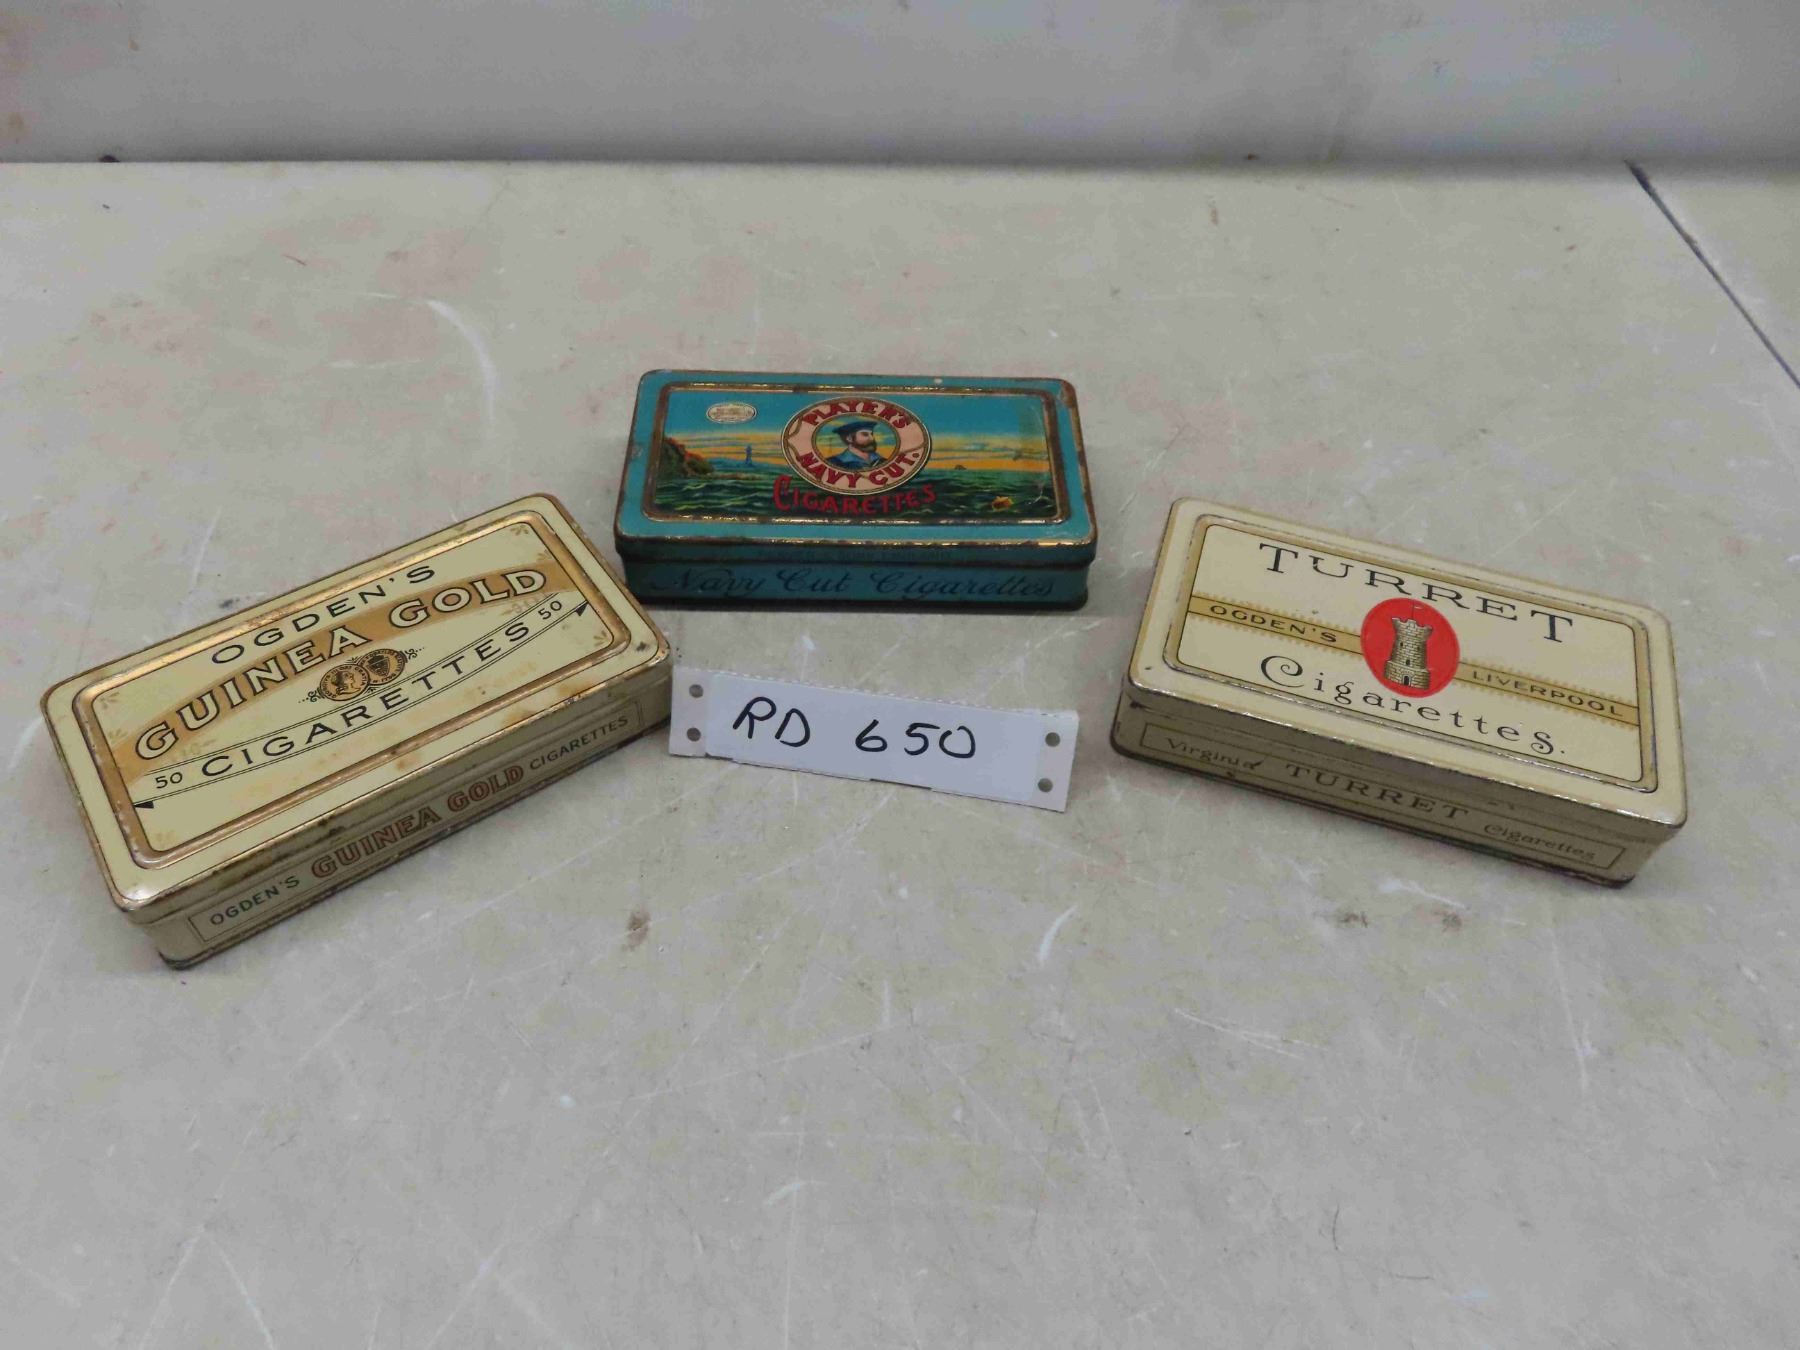 PLAYER'S
NAVY CUT.
CIGARETTES
Navy Cut Cigarettes
OGDEN'S
GUINEA GOLD
50 CIGARETTES 50
OGDEN'S GUINEA GOLD CIGARETTES
RD 650
TURRET
OGDEN'S LIVERPOOL
Cigarettes.
Virginia TURRET Cigarettes